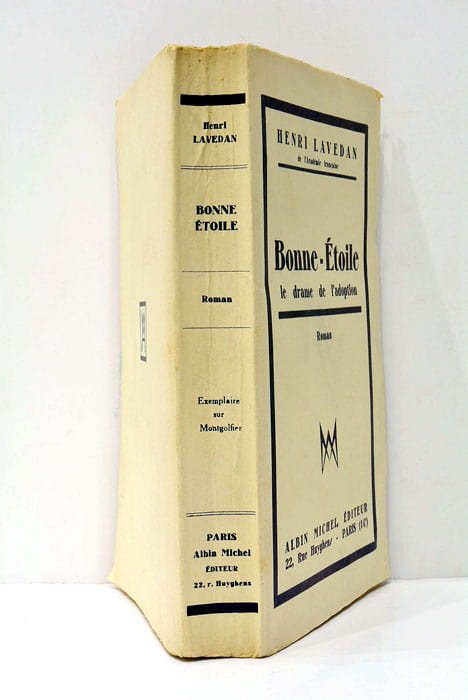 Henri
LAVEDAN
BONNE
ÉTOILE
Roman
Exemplaire
sur
Montgolfier
PARIS
Albin Michel
ÉDITEUR
22, r. Huyghens
HENRI LAVEDAN
de l'Académie française
Bonne-Étoile
le drame de l'adoption
Roman
ALBIN MICHEL, ÉDITEUR
22, Rue Huyghens - PARIS (14e)